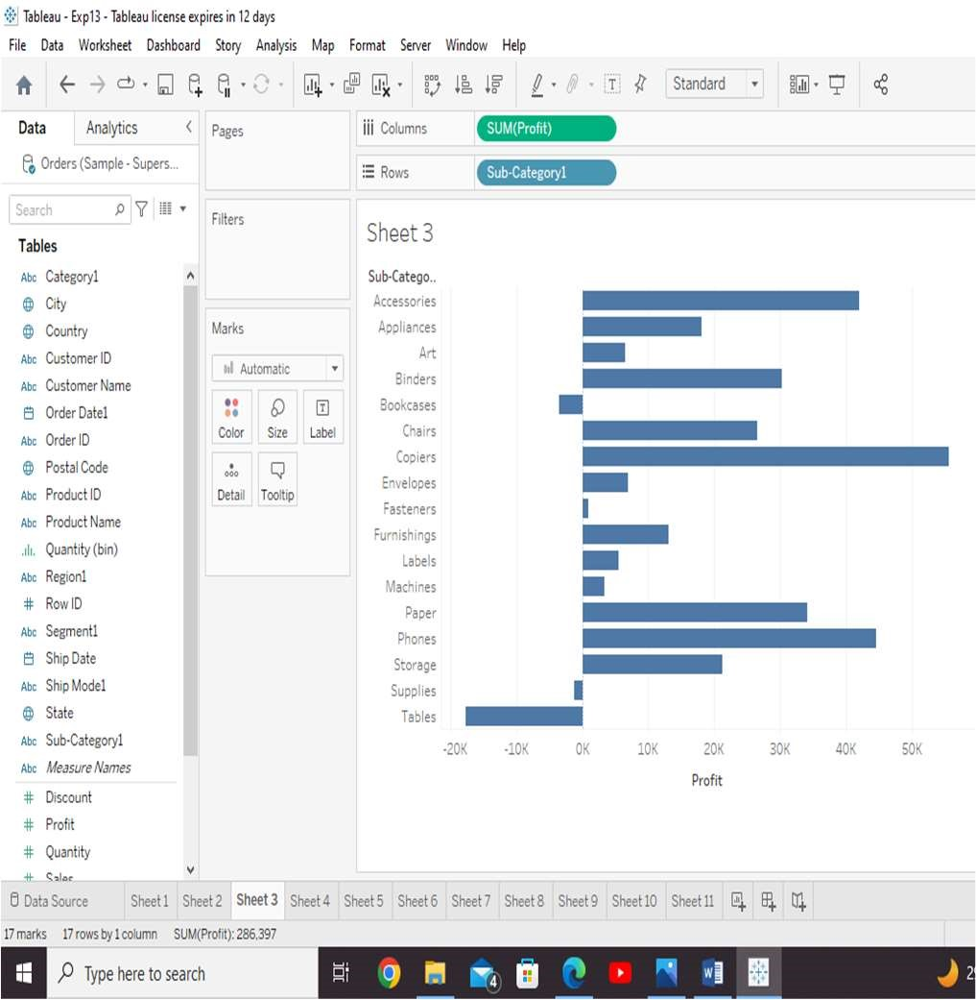 Tableau - Exp13 - Tableau license expires in 12 days
File Data Worksheet Dashboard Story Analysis Map Format Server Window Help
Standard
Data Analytics
Orders (Sample - Supers...
Search
Tables
Abc Category1
City
Country
Abc Customer ID
Abc Customer Name
Order Date1
Abc Order ID
Postal Code
Abc Product ID
Abc Product Name
Quantity (bin)
Abc Region1
# Row ID
Abc Segment1
Ship Date
Abc Ship Mode1
State
Abc Sub-Category1
Abc Measure Names
# Discount
# Profit
# Quantity
# Sales
Pages
Filters
Marks
Automatic
Color Size Label
Detail Tooltip
Columns SUM(Profit)
Rows Sub-Category1
Sheet 3
Sub-Catego..
Accessories
Appliances
Art
Binders
Bookcases
Chairs
Copiers
Envelopes
Fasteners
Furnishings
Labels
Machines
Paper
Phones
Storage
Supplies
Tables
-20K -10K 0K 10K 20K 30K 40K 50K
Profit
Data Source Sheet 1 Sheet 2 Sheet 3 Sheet 4 Sheet 5 Sheet 6 Sheet 7 Sheet 8 Sheet 9 Sheet 10 Sheet 11
17 marks 17 rows by 1 column SUM(Profit): 286,397
Type here to search
4